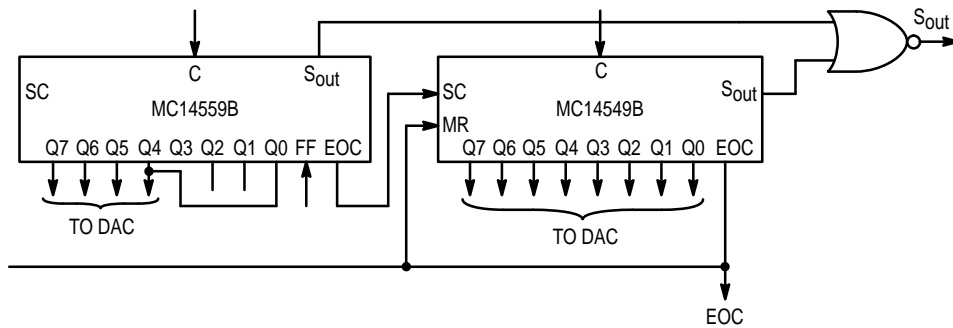 Sout
C
Sout
SC
MC14559B
Q7 Q6 Q5 Q4 Q3 Q2 Q1 Q0 FF EOC
TO DAC
C
SC
Sout
MC14549B
MR
Q7 Q6 Q5 Q4 Q3 Q2 Q1 Q0 EOC
TO DAC
EOC